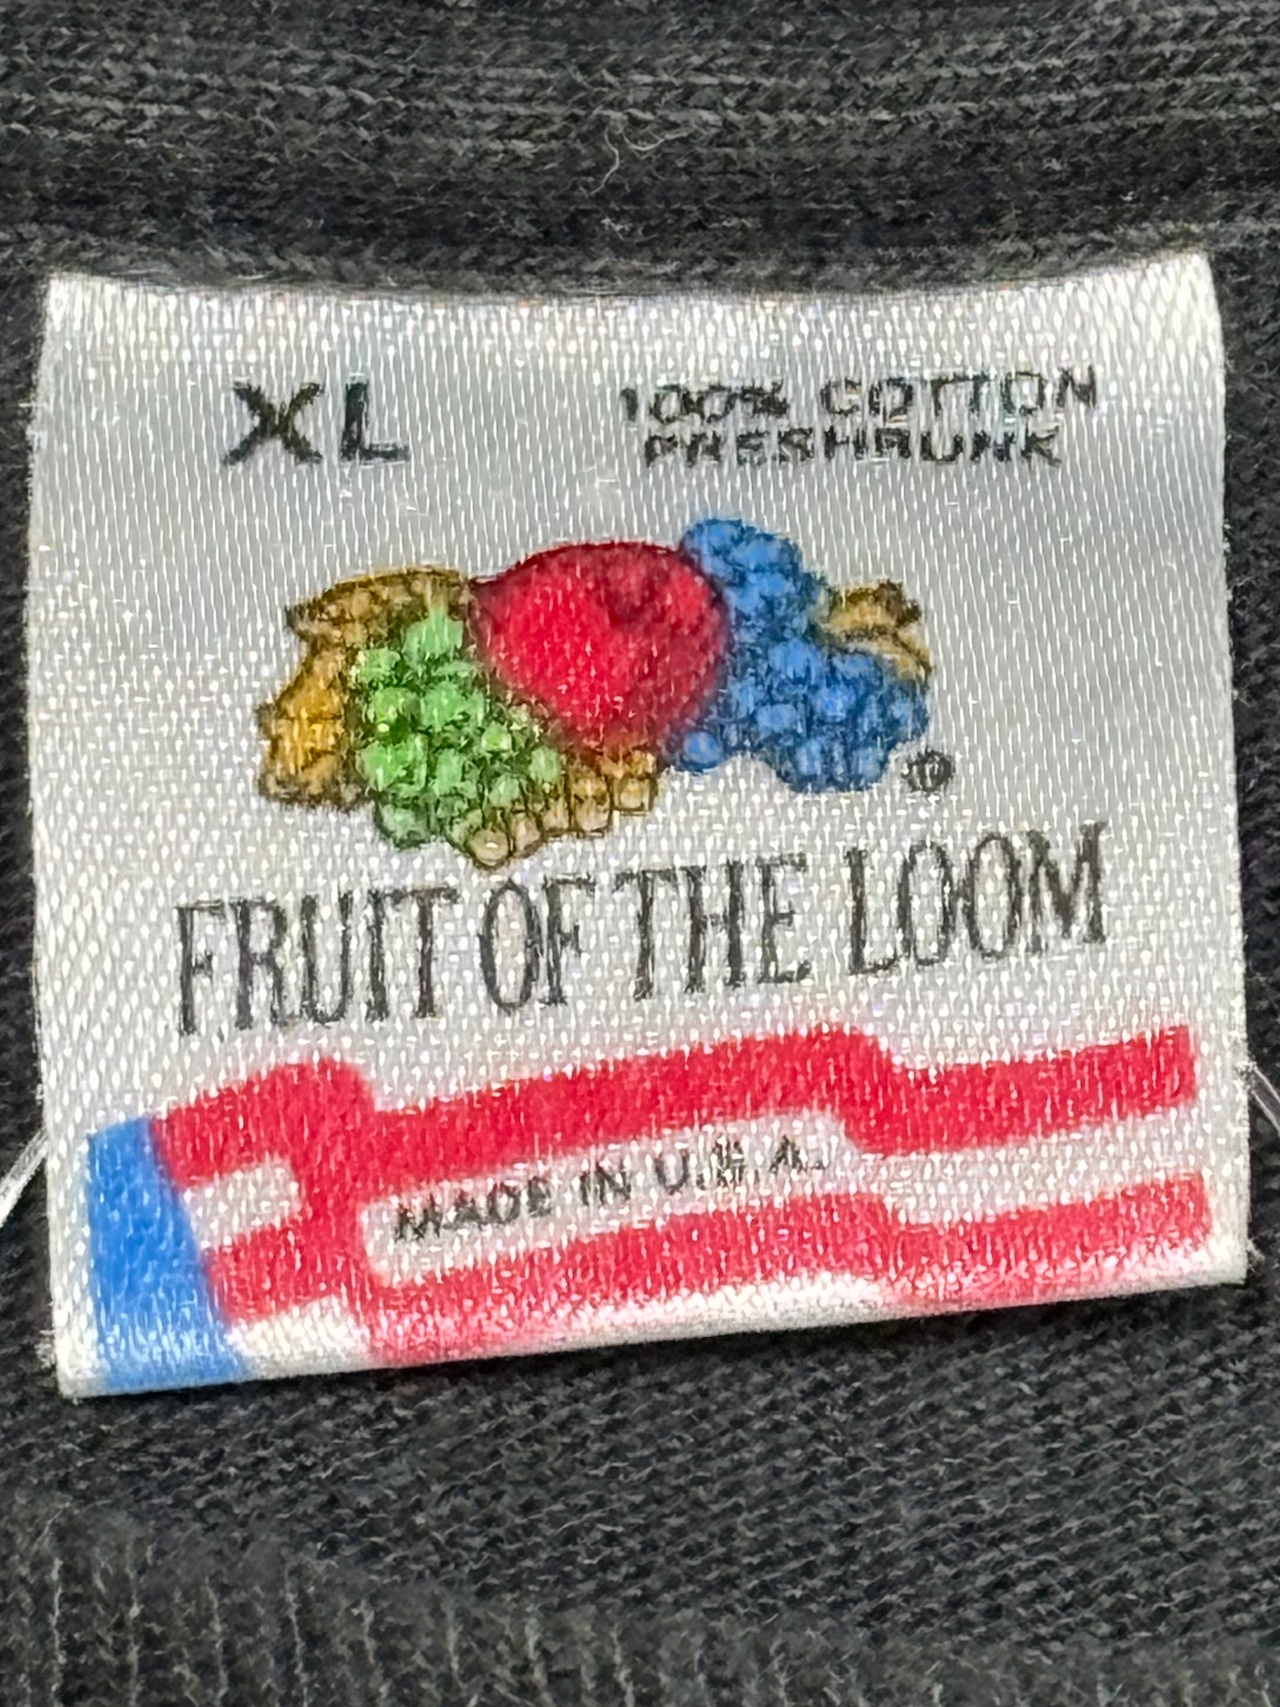 XL
100% COTTON
PRESHRUNK
®
FRUIT OF THE LOOM
MADE IN U.S.A.